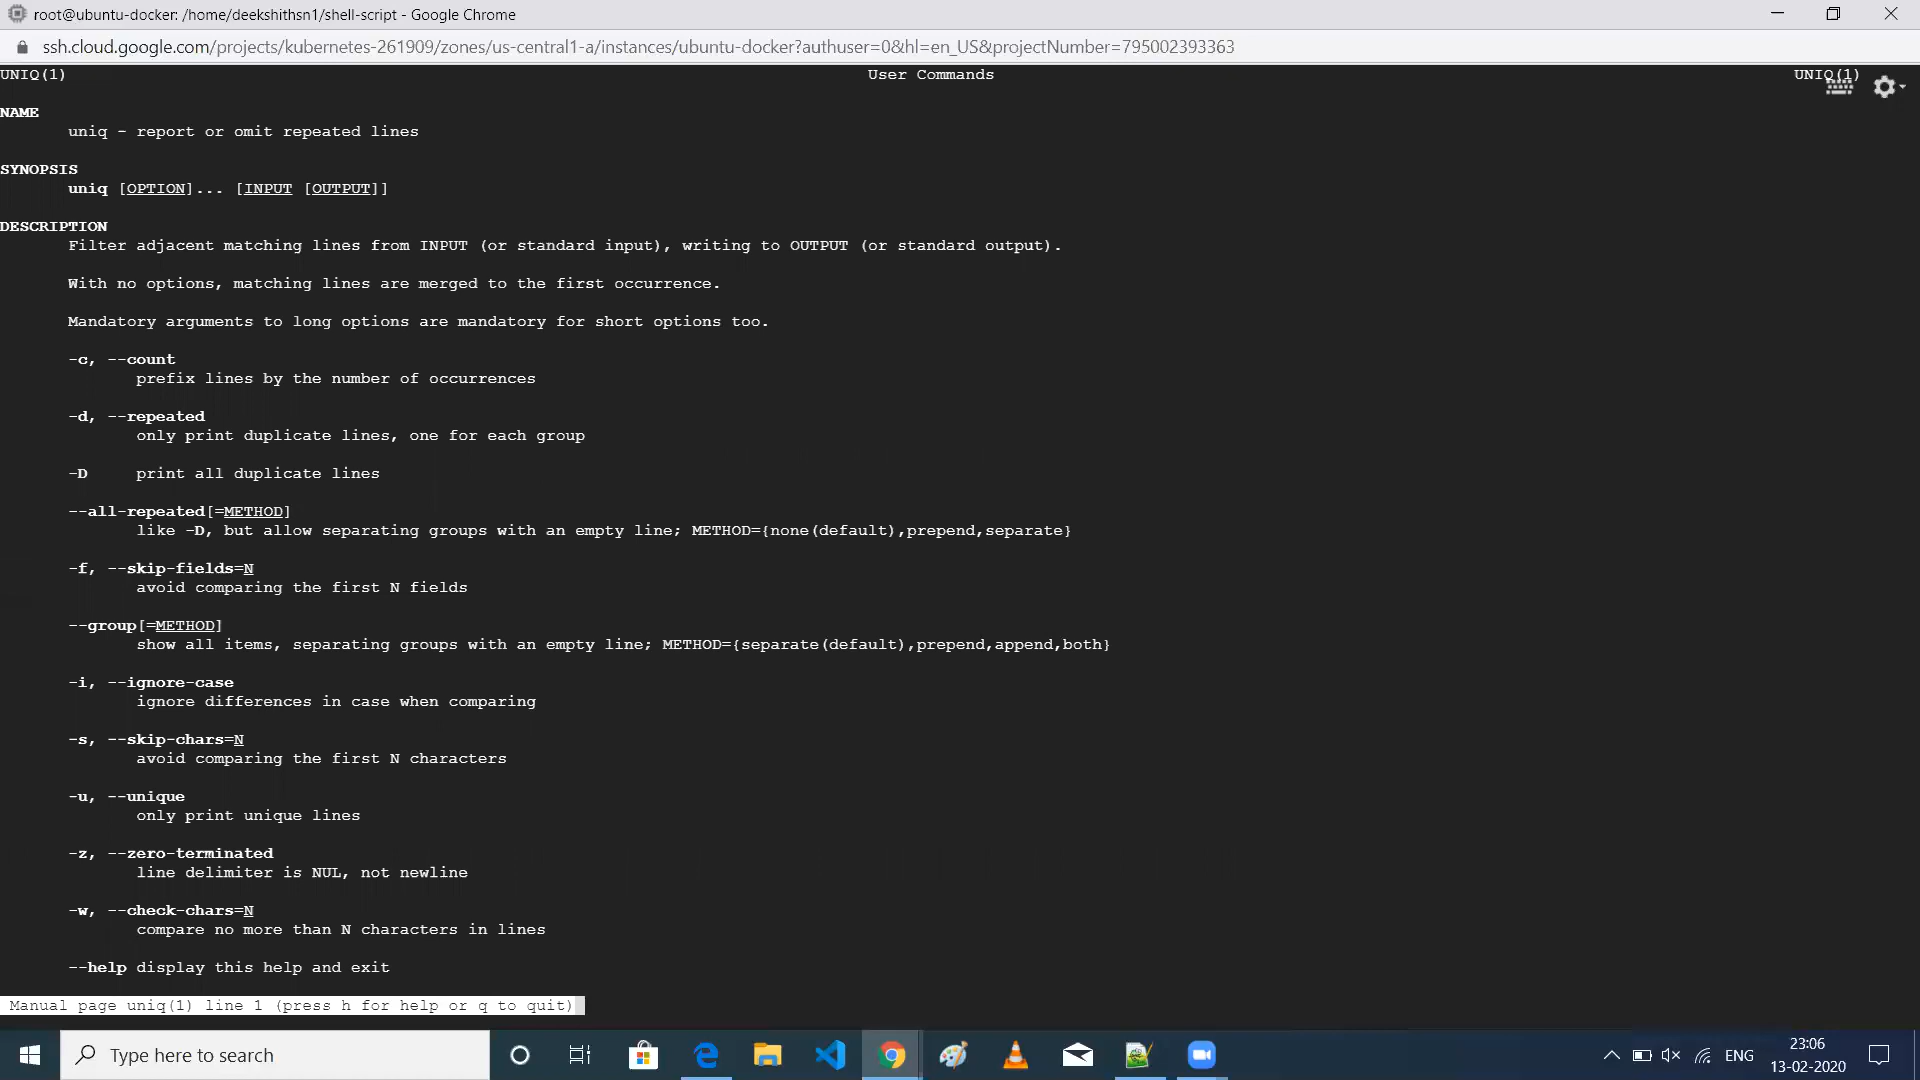 root@ubuntu-docker: /home/deekshithsn1/shell-script - Google Chrome
ssh.cloud.google.com/projects/kubernetes-261909/zones/us-central1-a/instances/ubuntu-docker?authuser=0&hl=en_US&projectNumber=795002393363
UNIQ(1) User Commands UNIQ(1)
NAME
uniq - report or omit repeated lines
SYNOPSIS
uniq [OPTION]... [INPUT [OUTPUT]]
DESCRIPTION
Filter adjacent matching lines from INPUT (or standard input), writing to OUTPUT (or standard output).
With no options, matching lines are merged to the first occurrence.
Mandatory arguments to long options are mandatory for short options too.
-c, --count
prefix lines by the number of occurrences
-d, --repeated
only print duplicate lines, one for each group
-D print all duplicate lines
--all-repeated[=METHOD]
like -D, but allow separating groups with an empty line; METHOD={none(default),prepend,separate}
-f, --skip-fields=N
avoid comparing the first N fields
--group[=METHOD]
show all items, separating groups with an empty line; METHOD={separate(default),prepend,append,both}
-i, --ignore-case
ignore differences in case when comparing
-s, --skip-chars=N
avoid comparing the first N characters
-u, --unique
only print unique lines
-z, --zero-terminated
line delimiter is NUL, not newline
-w, --check-chars=N
compare no more than N characters in lines
--help display this help and exit
Manual page uniq(1) line 1 (press h for help or q to quit)
Type here to search
ENG
23:06
13-02-2020